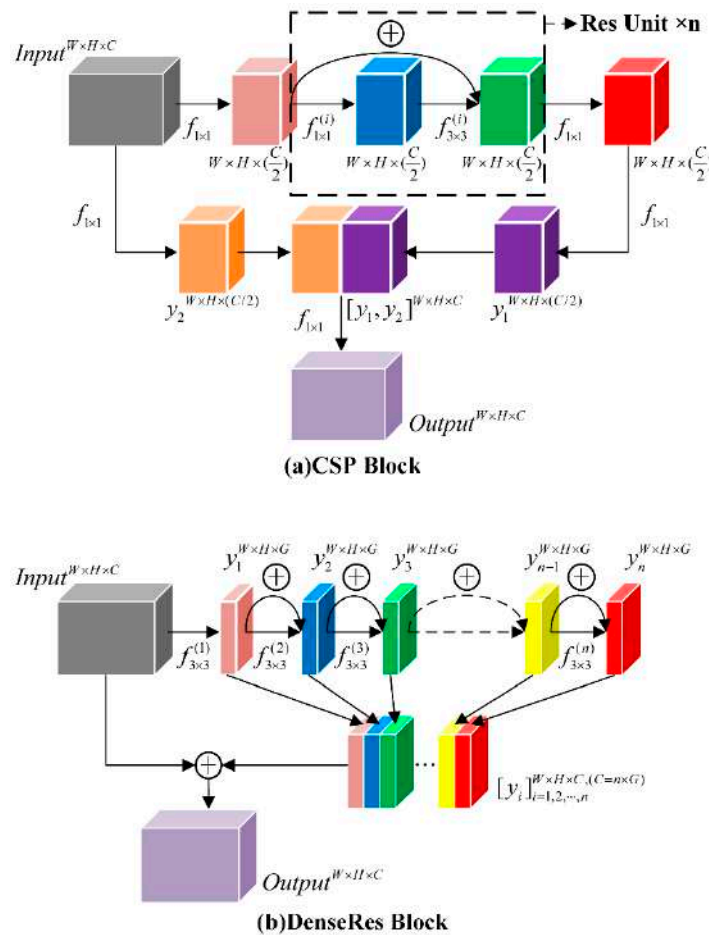 Res Unit ×n
Input^{W×H×C}
f_{1×1} f_{1×1}^{(i)} f_{3×3}^{(i)} f_{1×1}
W×H×(C/2) W×H×(C/2) W×H×(C/2) W×H×(C/2)
f_{1×1} f_{1×1}
y_2^{W×H×(C/2)} [y_1, y_2]^{W×H×C} y_1^{W×H×(C/2)}
f_{1×1}
Output^{W×H×C}
(a)CSP Block
y_1^{W×H×G} y_2^{W×H×G} y_3^{W×H×G} y_{n-1}^{W×H×G} y_n^{W×H×G}
Input^{W×H×C}
f_{3×3}^{(1)} f_{3×3}^{(2)} f_{3×3}^{(3)} f_{3×3}^{(n)}
...
[y_i]_{i=1,2,⋯,n}^{W×H×C,(C=n×G)}
Output^{W×H×C}
(b)DenseRes Block